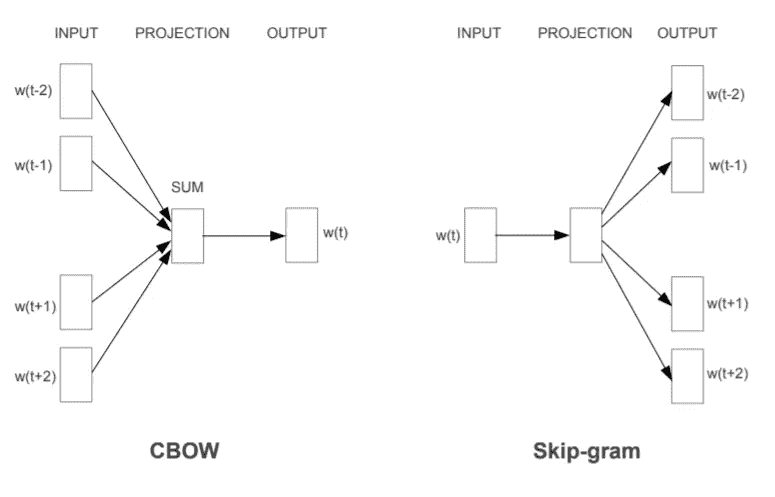 INPUT PROJECTION OUTPUT
w(t-2)
w(t-1)
SUM
w(t)
w(t+1)
w(t+2)
CBOW
INPUT PROJECTION OUTPUT
w(t-2)
w(t-1)
w(t)
w(t+1)
w(t+2)
Skip-gram